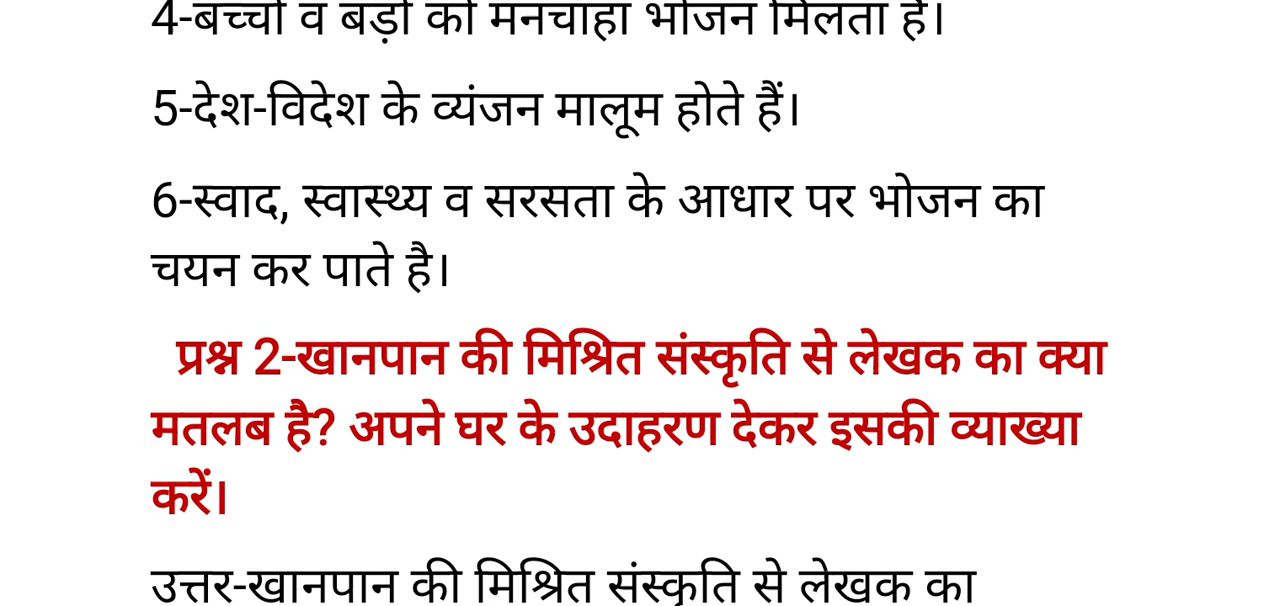 4-बच्चों व बड़ों को मनचाहा भोजन मिलता है।
5-देश-विदेश के व्यंजन मालूम होते हैं।
6-स्वाद, स्वास्थ्य व सरसता के आधार पर भोजन का
चयन कर पाते है।
प्रश्न 2-खानपान की मिश्रित संस्कृति से लेखक का क्या
मतलब है? अपने घर के उदाहरण देकर इसकी व्याख्या
करें।
उत्तर-खानपान की मिश्रित संस्कृति से लेखक का